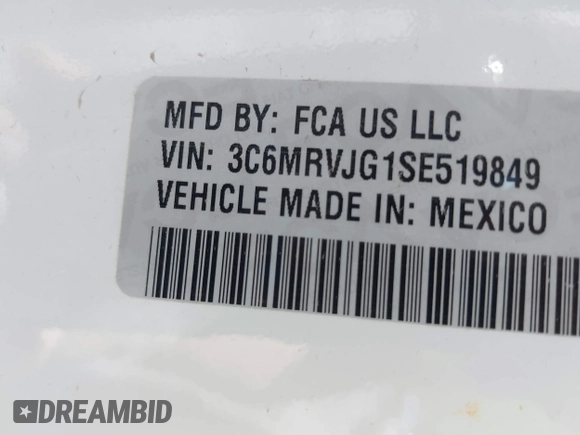 MFD BY: FCA US LLC
VIN: 3C6MRVJG1SE519849
VEHICLE MADE IN: MEXICO
DREAMBID